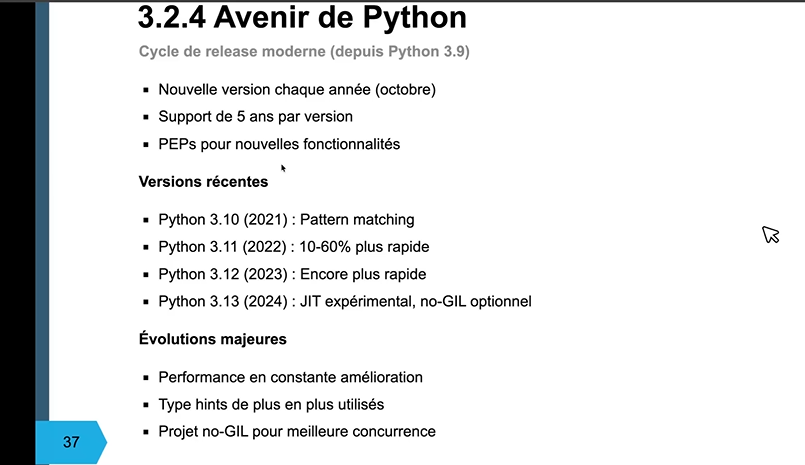 3.2.4 Avenir de Python
Cycle de release moderne (depuis Python 3.9)
▪ Nouvelle version chaque année (octobre)
▪ Support de 5 ans par version
▪ PEPs pour nouvelles fonctionnalités
Versions récentes
▪ Python 3.10 (2021) : Pattern matching
▪ Python 3.11 (2022) : 10-60% plus rapide
▪ Python 3.12 (2023) : Encore plus rapide
▪ Python 3.13 (2024) : JIT expérimental, no-GIL optionnel
Évolutions majeures
▪ Performance en constante amélioration
▪ Type hints de plus en plus utilisés
▪ Projet no-GIL pour meilleure concurrence
37